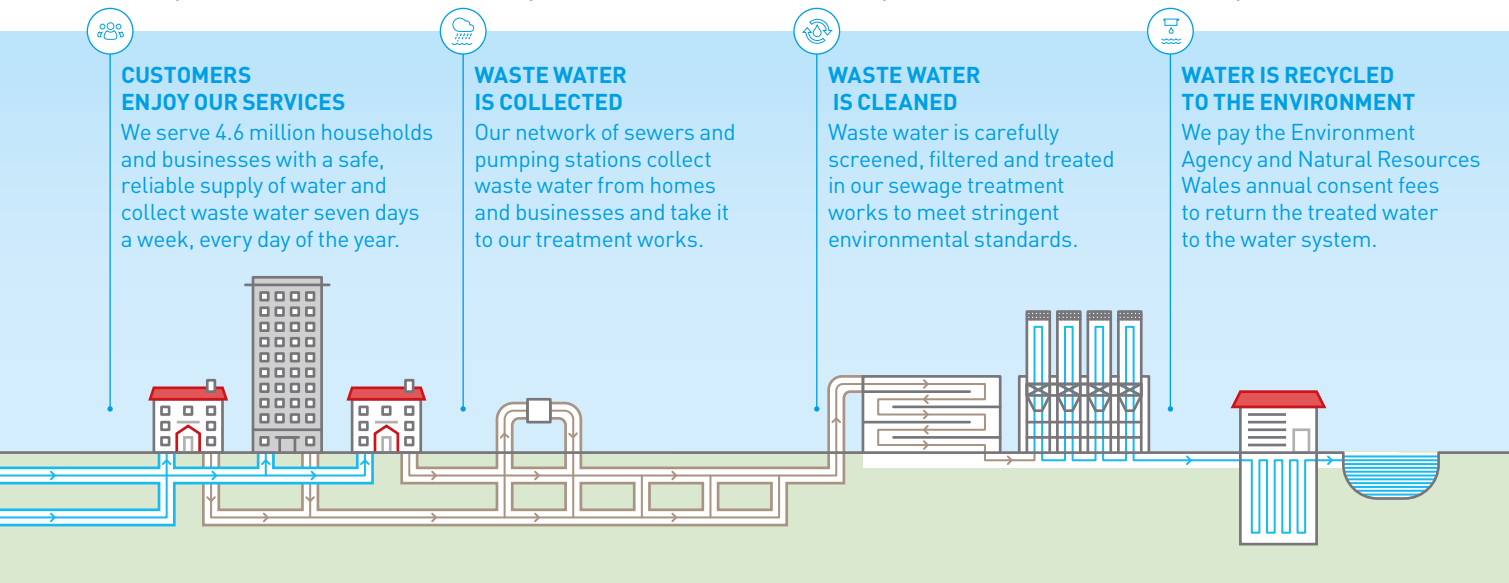 CUSTOMERS
ENJOY OUR SERVICES
We serve 4.6 million households
and businesses with a safe,
reliable supply of water and
collect waste water seven days
a week, every day of the year.
WASTE WATER
IS COLLECTED
Our network of sewers and
pumping stations collect
waste water from homes
and businesses and take it
to our treatment works.
WASTE WATER
IS CLEANED
Waste water is carefully
screened, filtered and treated
in our sewage treatment
works to meet stringent
environmental standards.
WATER IS RECYCLED
TO THE ENVIRONMENT
We pay the Environment
Agency and Natural Resources
Wales annual consent fees
to return the treated water
to the water system.